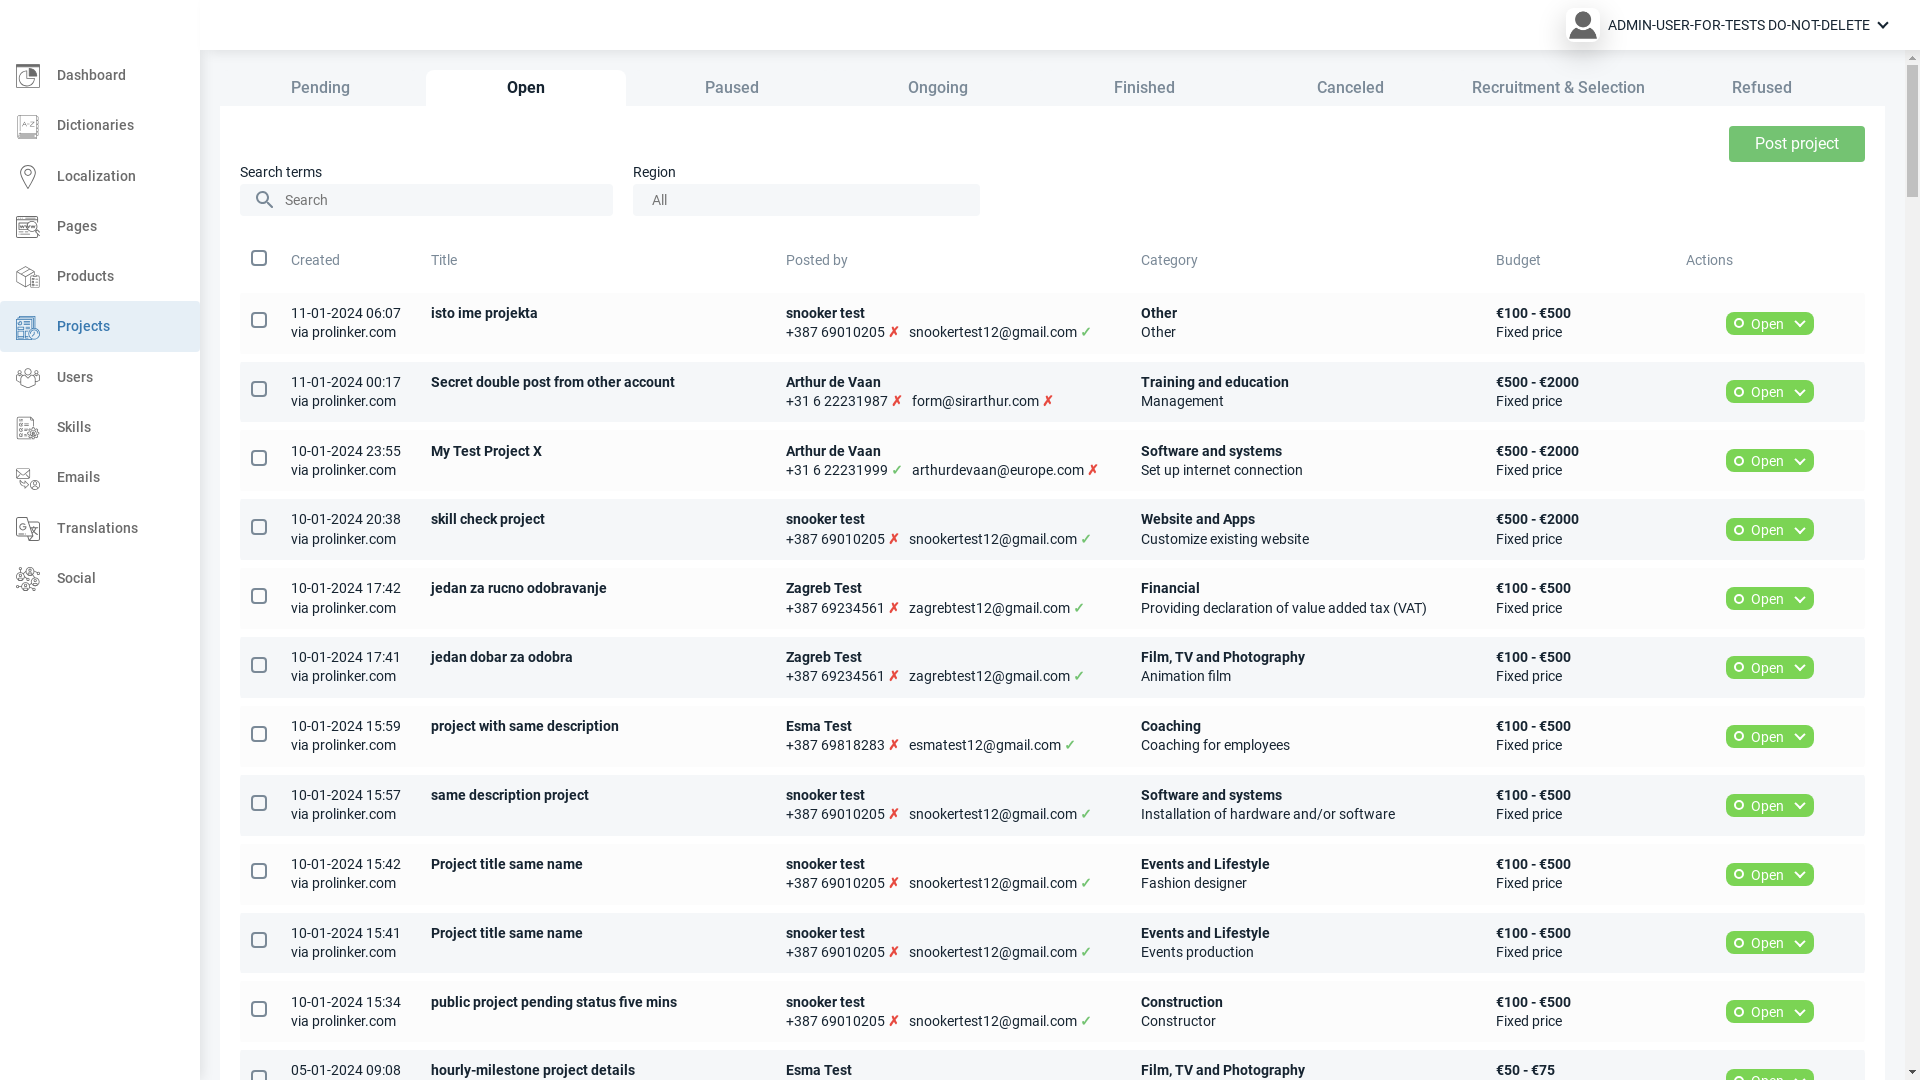 ADMIN-USER-FOR-TESTS DO-NOT-DELETE
Dashboard
Dictionaries
Localization
Pages
Products
Projects
Users
Skills
Emails
Translations
Social
Pending Open Paused Ongoing Finished Canceled Recruitment & Selection Refused
Post project
Search terms Region
Search All
Created Title Posted by Category Budget Actions
11-01-2024 06:07 isto ime projekta snooker test Other €100 - €500
via prolinker.com +387 69010205 ✗ snookertest12@gmail.com ✓ Other Fixed price Open
11-01-2024 00:17 Secret double post from other account Arthur de Vaan Training and education €500 - €2000
via prolinker.com +31 6 22231987 ✗ form@sirarthur.com ✗ Management Fixed price Open
10-01-2024 23:55 My Test Project X Arthur de Vaan Software and systems €500 - €2000
via prolinker.com +31 6 22231999 ✓ arthurdevaan@europe.com ✗ Set up internet connection Fixed price Open
10-01-2024 20:38 skill check project snooker test Website and Apps €500 - €2000
via prolinker.com +387 69010205 ✗ snookertest12@gmail.com ✓ Customize existing website Fixed price Open
10-01-2024 17:42 jedan za rucno odobravanje Zagreb Test Financial €100 - €500
via prolinker.com +387 69234561 ✗ zagrebtest12@gmail.com ✓ Providing declaration of value added tax (VAT) Fixed price Open
10-01-2024 17:41 jedan dobar za odobra Zagreb Test Film, TV and Photography €100 - €500
via prolinker.com +387 69234561 ✗ zagrebtest12@gmail.com ✓ Animation film Fixed price Open
10-01-2024 15:59 project with same description Esma Test Coaching €100 - €500
via prolinker.com +387 69818283 ✗ esmatest12@gmail.com ✓ Coaching for employees Fixed price Open
10-01-2024 15:57 same description project snooker test Software and systems €100 - €500
via prolinker.com +387 69010205 ✗ snookertest12@gmail.com ✓ Installation of hardware and/or software Fixed price Open
10-01-2024 15:42 Project title same name snooker test Events and Lifestyle €100 - €500
via prolinker.com +387 69010205 ✗ snookertest12@gmail.com ✓ Fashion designer Fixed price Open
10-01-2024 15:41 Project title same name snooker test Events and Lifestyle €100 - €500
via prolinker.com +387 69010205 ✗ snookertest12@gmail.com ✓ Events production Fixed price Open
10-01-2024 15:34 public project pending status five mins snooker test Construction €100 - €500
via prolinker.com +387 69010205 ✗ snookertest12@gmail.com ✓ Constructor Fixed price Open
05-01-2024 09:08 hourly-milestone project details Esma Test Film, TV and Photography €50 - €75
Open